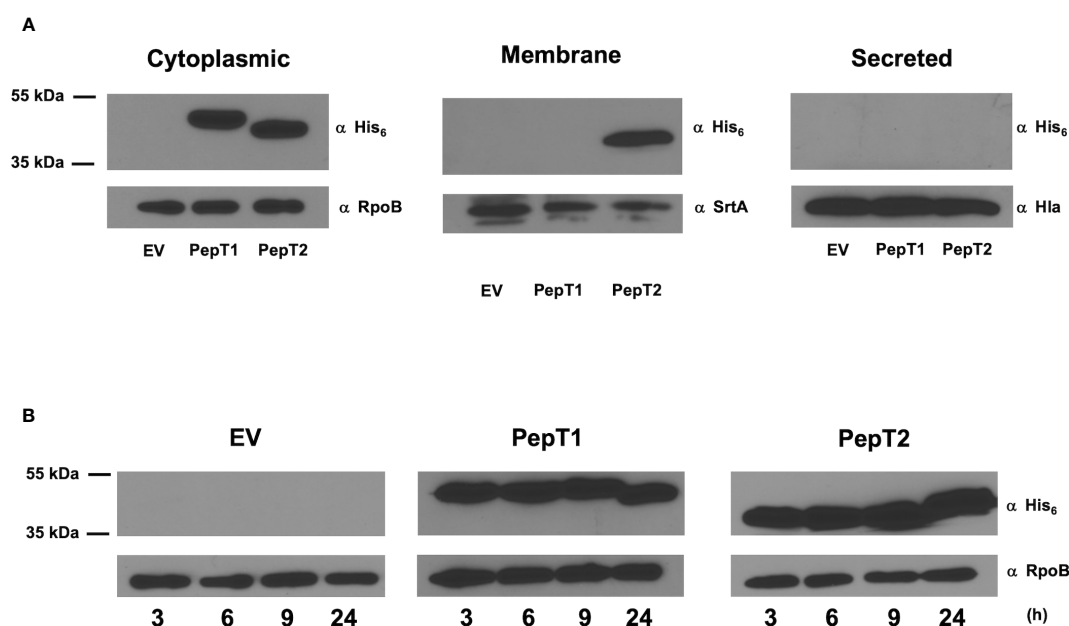 A
Cytoplasmic
Membrane
Secreted
55 kDa
35 kDa
α His6
α RpoB
EV PepT1 PepT2
α His6
α SrtA
EV PepT1 PepT2
α His6
α Hla
EV PepT1 PepT2
B
EV
PepT1
PepT2
55 kDa
35 kDa
α His6
α RpoB
3 6 9 24
3 6 9 24
3 6 9 24 (h)